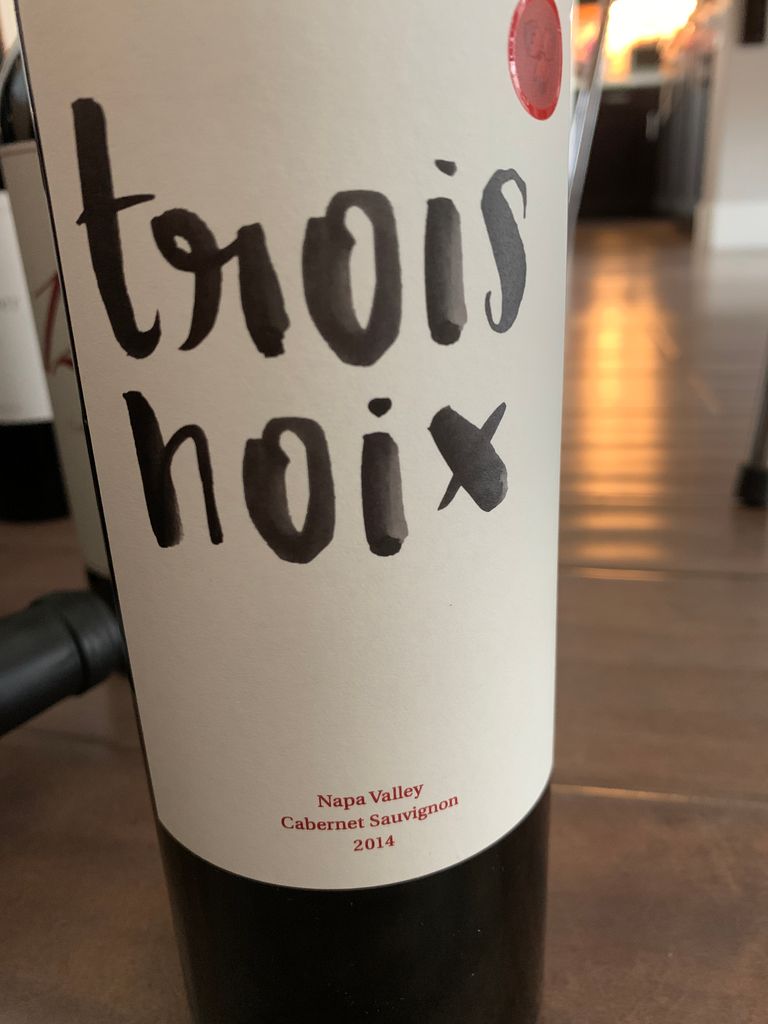 trois
noix
Napa Valley
Cabernet Sauvignon
2014